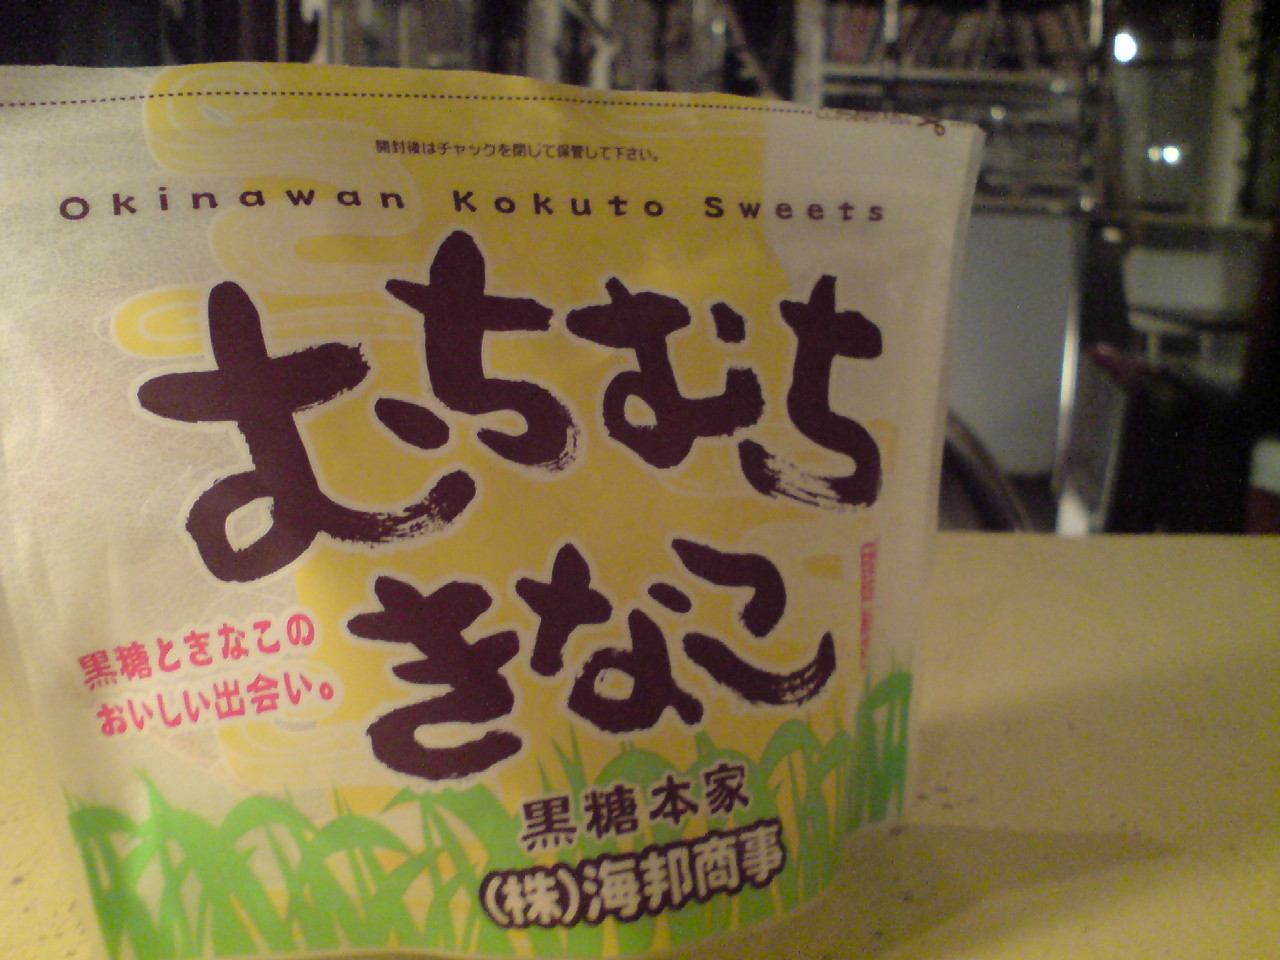 開封後はチャックを閉じて保管して下さい。
Okinawan Kokuto Sweets
むちむち
きなこ
黒糖ときなこの
おいしい出会い。
黒糖本家
(株)海邦商事